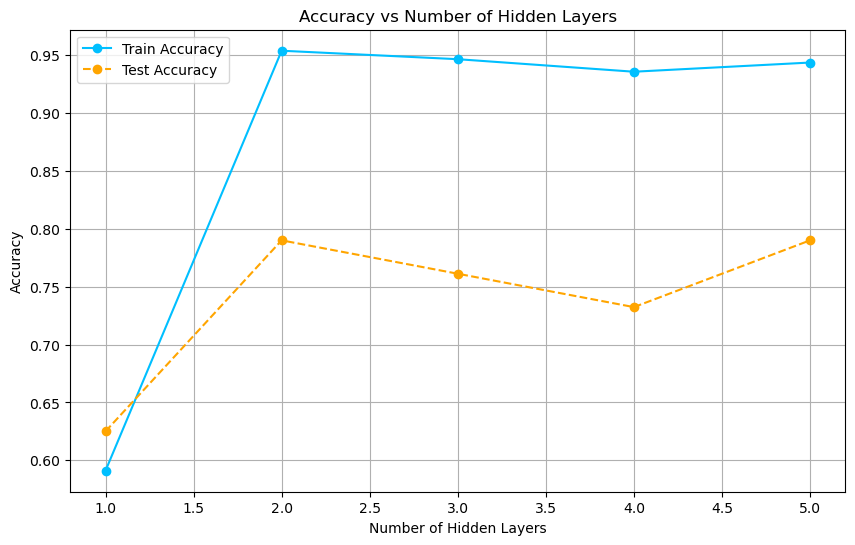 Accuracy vs Number of Hidden Layers
Train Accuracy
Test Accuracy
0.95
0.90
0.85
0.80
0.75
0.70
0.65
0.60
Accuracy
1.0 1.5 2.0 2.5 3.0 3.5 4.0 4.5 5.0
Number of Hidden Layers